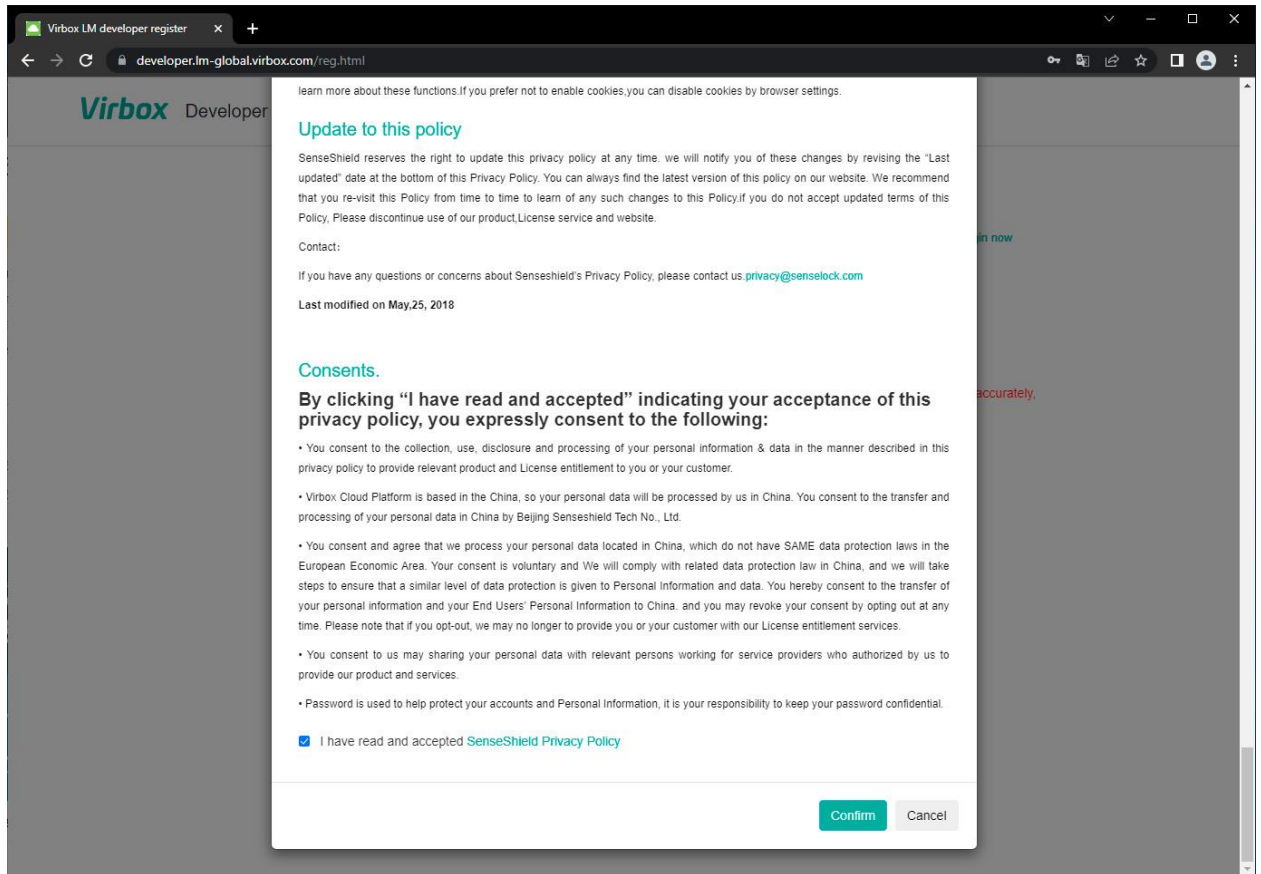 Virbox LM developer register
developer.lm-global.virbox.com/reg.html
Virbox Developer
learn more about these functions.If you prefer not to enable cookies,you can disable cookies by browser settings.
Update to this policy
SenseShield reserves the right to update this privacy policy at any time. we will notify you of these changes by revising the “Last
updated” date at the bottom of this Privacy Policy. You can always find the latest version of this policy on our website. We recommend
that you re-visit this Policy from time to time to learn of any such changes to this Policy.if you do not accept updated terms of this
Policy, Please discontinue use of our product,License service and website.
in now
Contact：
If you have any questions or concerns about Senseshield’s Privacy Policy, please contact us.privacy@senselock.com
Last modified on May,25, 2018
Consents.
By clicking “I have read and accepted” indicating your acceptance of this
privacy policy, you expressly consent to the following:
accurately,
• You consent to the collection, use, disclosure and processing of your personal information & data in the manner described in this
privacy policy to provide relevant product and License entitlement to you or your customer.
• Virbox Cloud Platform is based in the China, so your personal data will be processed by us in China. You consent to the transfer and
processing of your personal data in China by Beijing Senseshield Tech No., Ltd.
• You consent and agree that we process your personal data located in China, which do not have SAME data protection laws in the
European Economic Area. Your consent is voluntary and We will comply with related data protection law in China, and we will take
steps to ensure that a similar level of data protection is given to Personal Information and data. You hereby consent to the transfer of
your personal information and your End Users’ Personal Information to China. and you may revoke your consent by opting out at any
time. Please note that if you opt-out, we may no longer to provide you or your customer with our License entitlement services.
• You consent to us may sharing your personal data with relevant persons working for service providers who authorized by us to
provide our product and services.
• Password is used to help protect your accounts and Personal Information, it is your responsibility to keep your password confidential.
I have read and accepted SenseShield Privacy Policy
Confirm Cancel